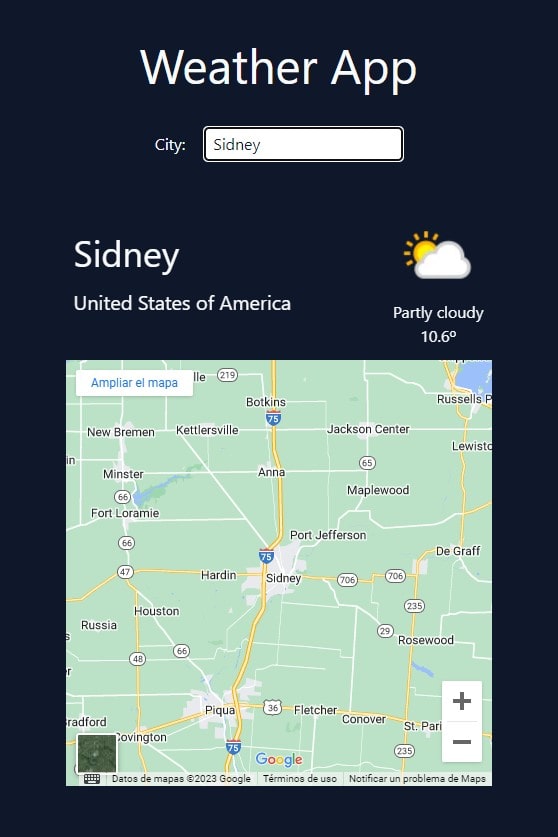 Weather App
City:
Sidney
Sidney
United States of America
Partly cloudy
10.6º
Ampliar el mapa
lle
219
Botkins
Russells P
75
New Bremen
Kettlersville
Jackson Center
Lewisto
in
Minster
Anna
65
66
Maplewood
Fort Loramie
66
Port Jefferson
75
De Graff
47
Hardin
Sidney
706
706
Houston
235
Russia
29
Rosewood
66
er
48
Piqua
36
Fletcher
Conover
St. Pari
Bradford
Covington
75
235
Google
Datos de mapas ©2023 Google
Términos de uso
Notificar un problema de Maps